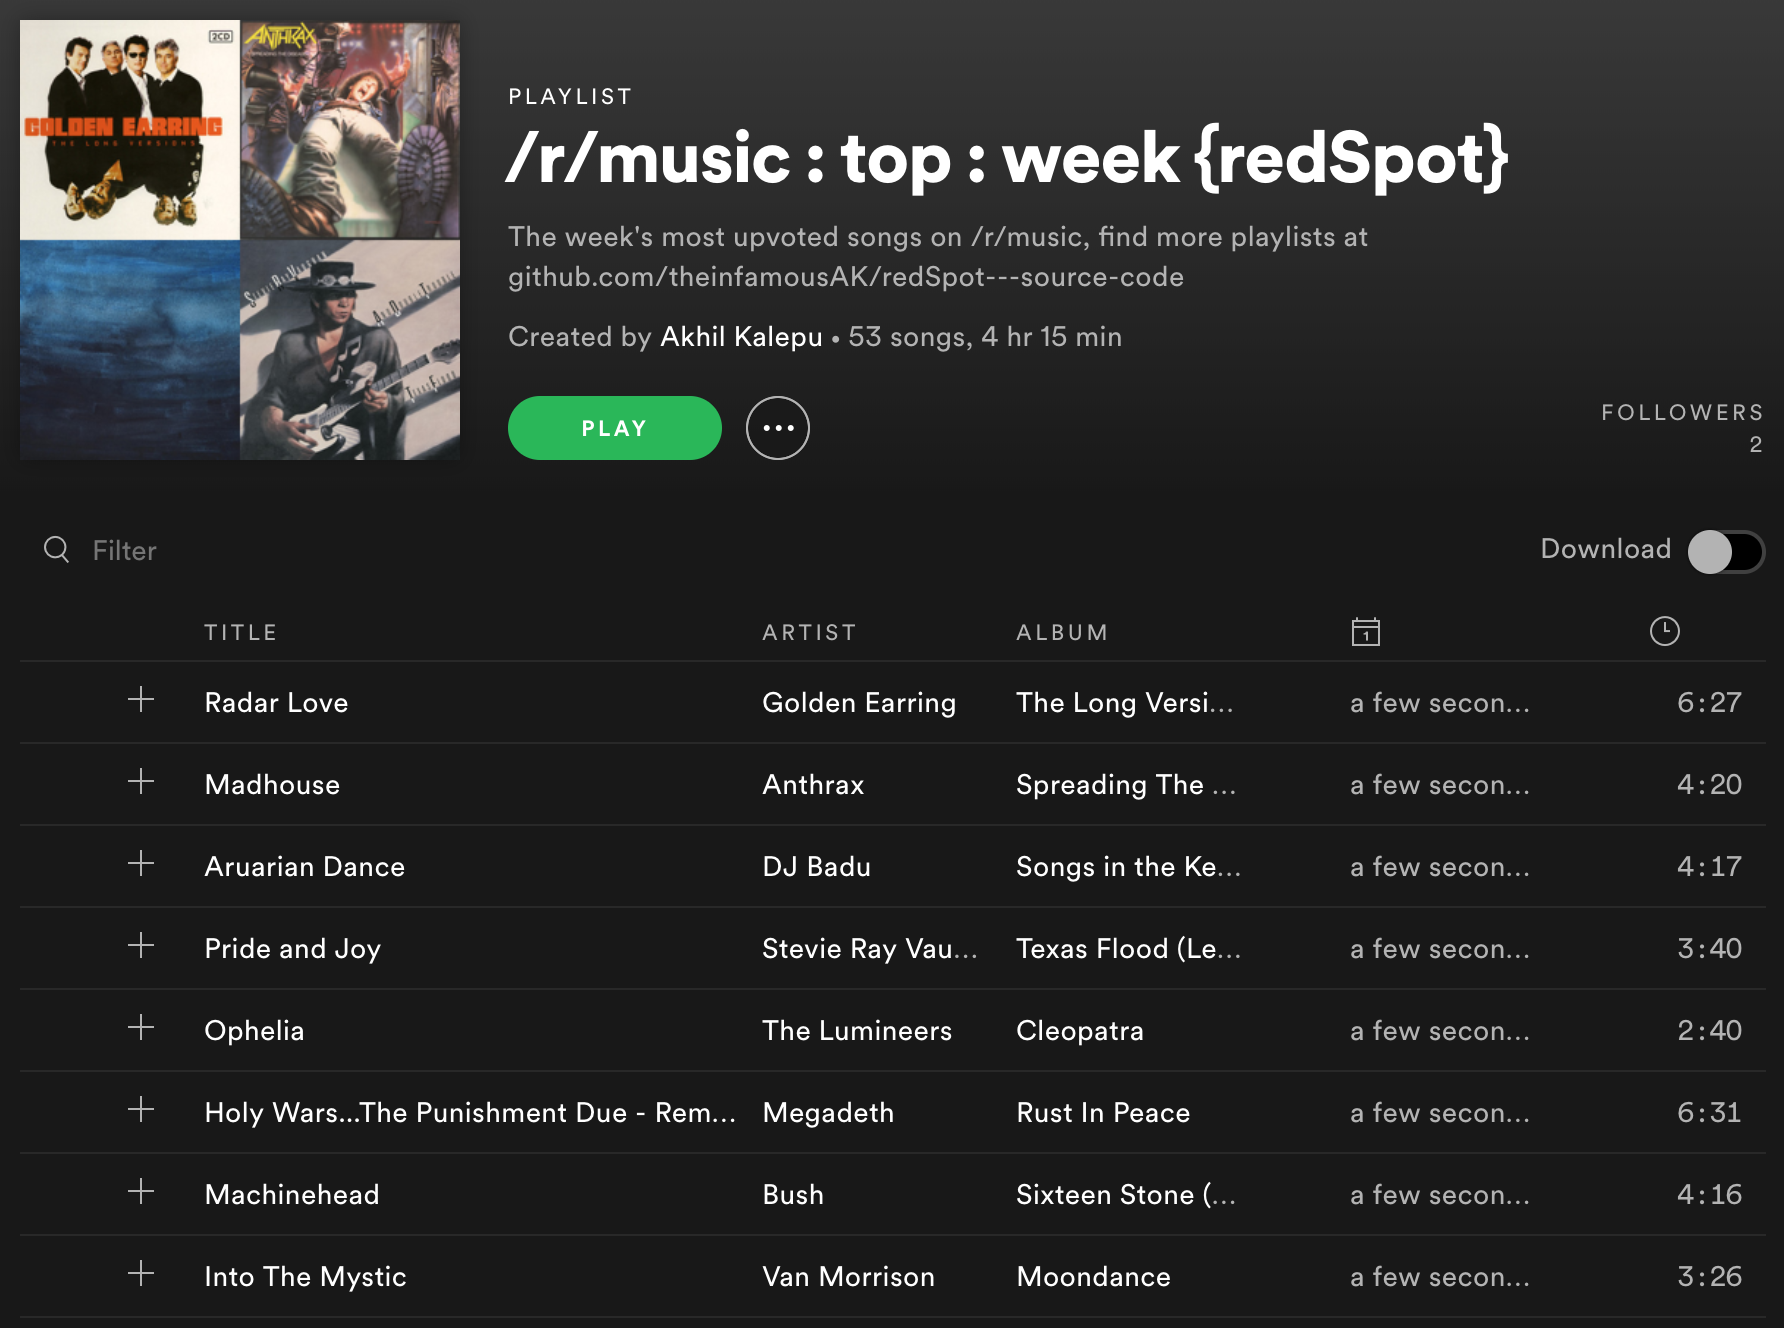 2CD
GOLDEN EARRING
THE LONG VERSIONS
ANTHRAX
PLAYLIST
/r/music : top : week {redSpot}
The week's most upvoted songs on /r/music, find more playlists at
github.com/theinfamousAK/redSpot---source-code
Created by Akhil Kalepu • 53 songs, 4 hr 15 min
PLAY
FOLLOWERS
2
Filter
Download
TITLE ARTIST ALBUM 1
Radar Love Golden Earring The Long Versi... a few secon... 6:27
Madhouse Anthrax Spreading The ... a few secon... 4:20
Aruarian Dance DJ Badu Songs in the Ke... a few secon... 4:17
Pride and Joy Stevie Ray Vau... Texas Flood (Le... a few secon... 3:40
Ophelia The Lumineers Cleopatra a few secon... 2:40
Holy Wars...The Punishment Due - Rem... Megadeth Rust In Peace a few secon... 6:31
Machinehead Bush Sixteen Stone (... a few secon... 4:16
Into The Mystic Van Morrison Moondance a few secon... 3:26